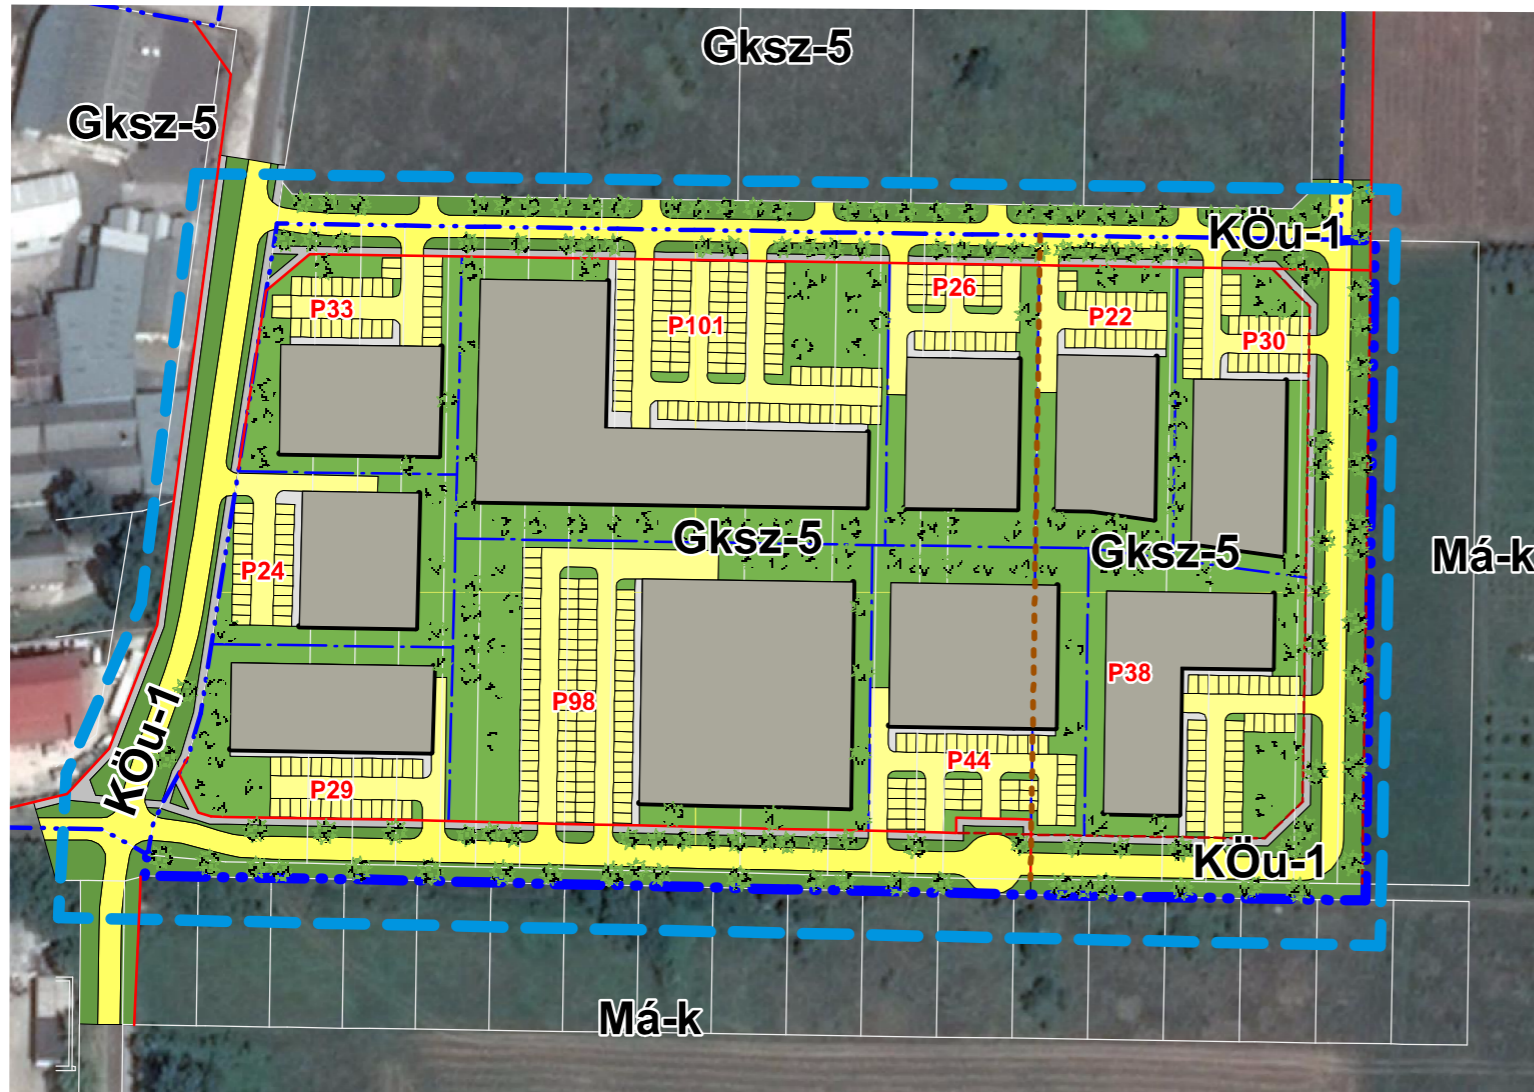 Gksz-5
Gksz-5
KÖu-1
P33
P101
P26
P22
P30
Gksz-5
Gksz-5
Má-k
P24
P38
P98
KÖu-1
P44
P29
KÖu-1
Má-k